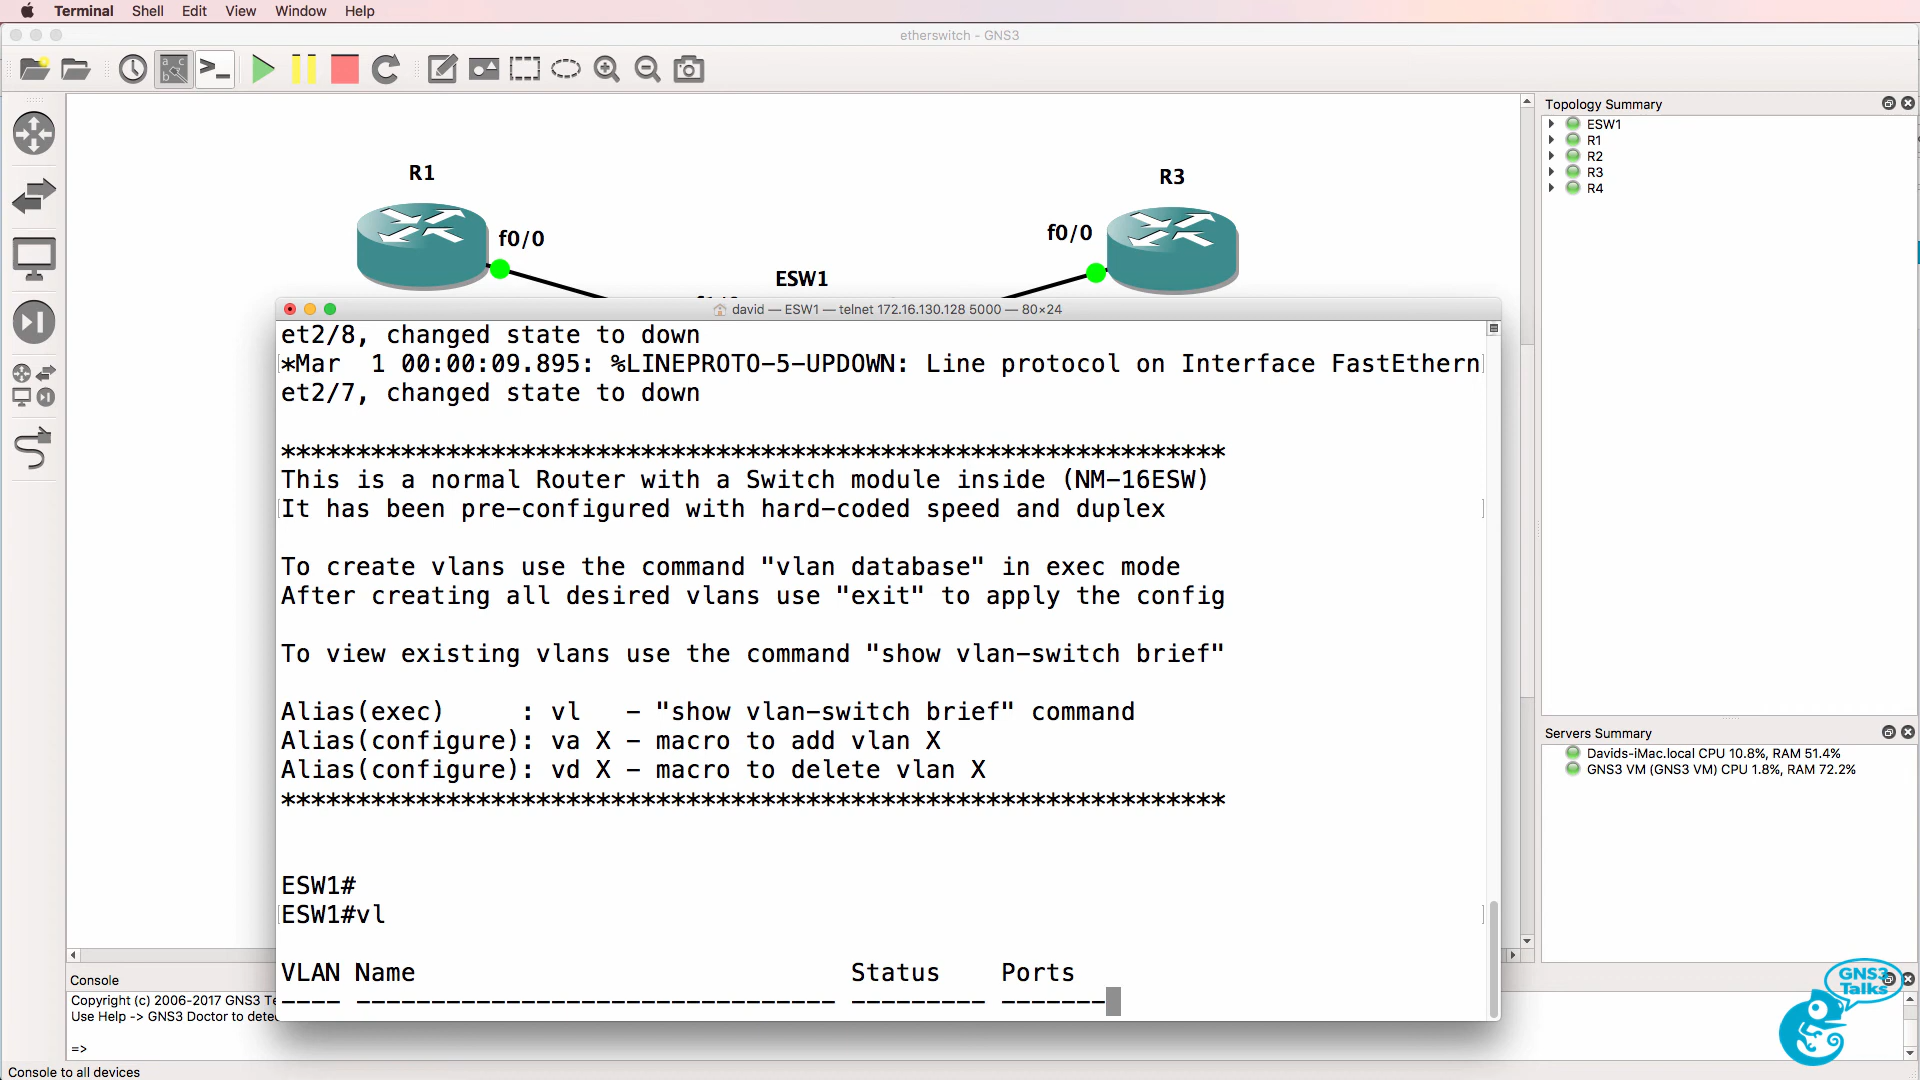 Terminal Shell Edit View Window Help
etherswitch - GNS3
Topology Summary
ESW1
R1
R2
R3
R4
R1
f0/0
R3
f0/0
ESW1
david — ESW1 — telnet 172.16.130.128 5000 — 80×24
et2/8, changed state to down
*Mar  1 00:00:09.895: %LINEPROTO-5-UPDOWN: Line protocol on Interface FastEthern
et2/7, changed state to down
***************************************************************
This is a normal Router with a Switch module inside (NM-16ESW)
It has been pre-configured with hard-coded speed and duplex
To create vlans use the command "vlan database" in exec mode
After creating all desired vlans use "exit" to apply the config
To view existing vlans use the command "show vlan-switch brief"
Alias(exec)     : vl   - "show vlan-switch brief" command
Alias(configure): va X - macro to add vlan X
Alias(configure): vd X - macro to delete vlan X
***************************************************************
ESW1#
ESW1#vl
VLAN Name                             Status    Ports
---- -------------------------------- --------- -------
Servers Summary
Davids-iMac.local CPU 10.8%, RAM 51.4%
GNS3 VM (GNS3 VM) CPU 1.8%, RAM 72.2%
Console
Copyright (c) 2006-2017 GNS3 Te
Use Help -> GNS3 Doctor to dete
=>
Console to all devices
GNS3
Talks